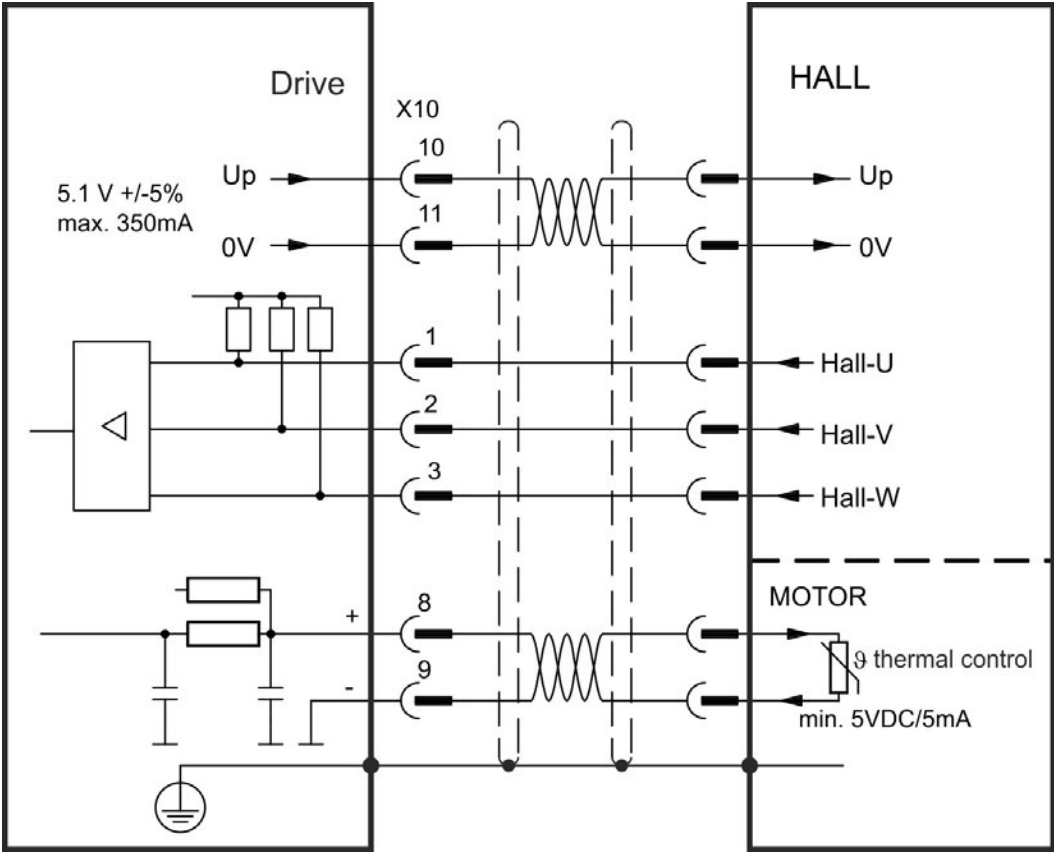 Drive
HALL
X10
10
Up
Up
5.1 V +/-5%
max. 350mA
11
0V
0V
1
Hall-U
2
Hall-V
3
Hall-W
MOTOR
8
+
9
ϑ thermal control
-
min. 5VDC/5mA